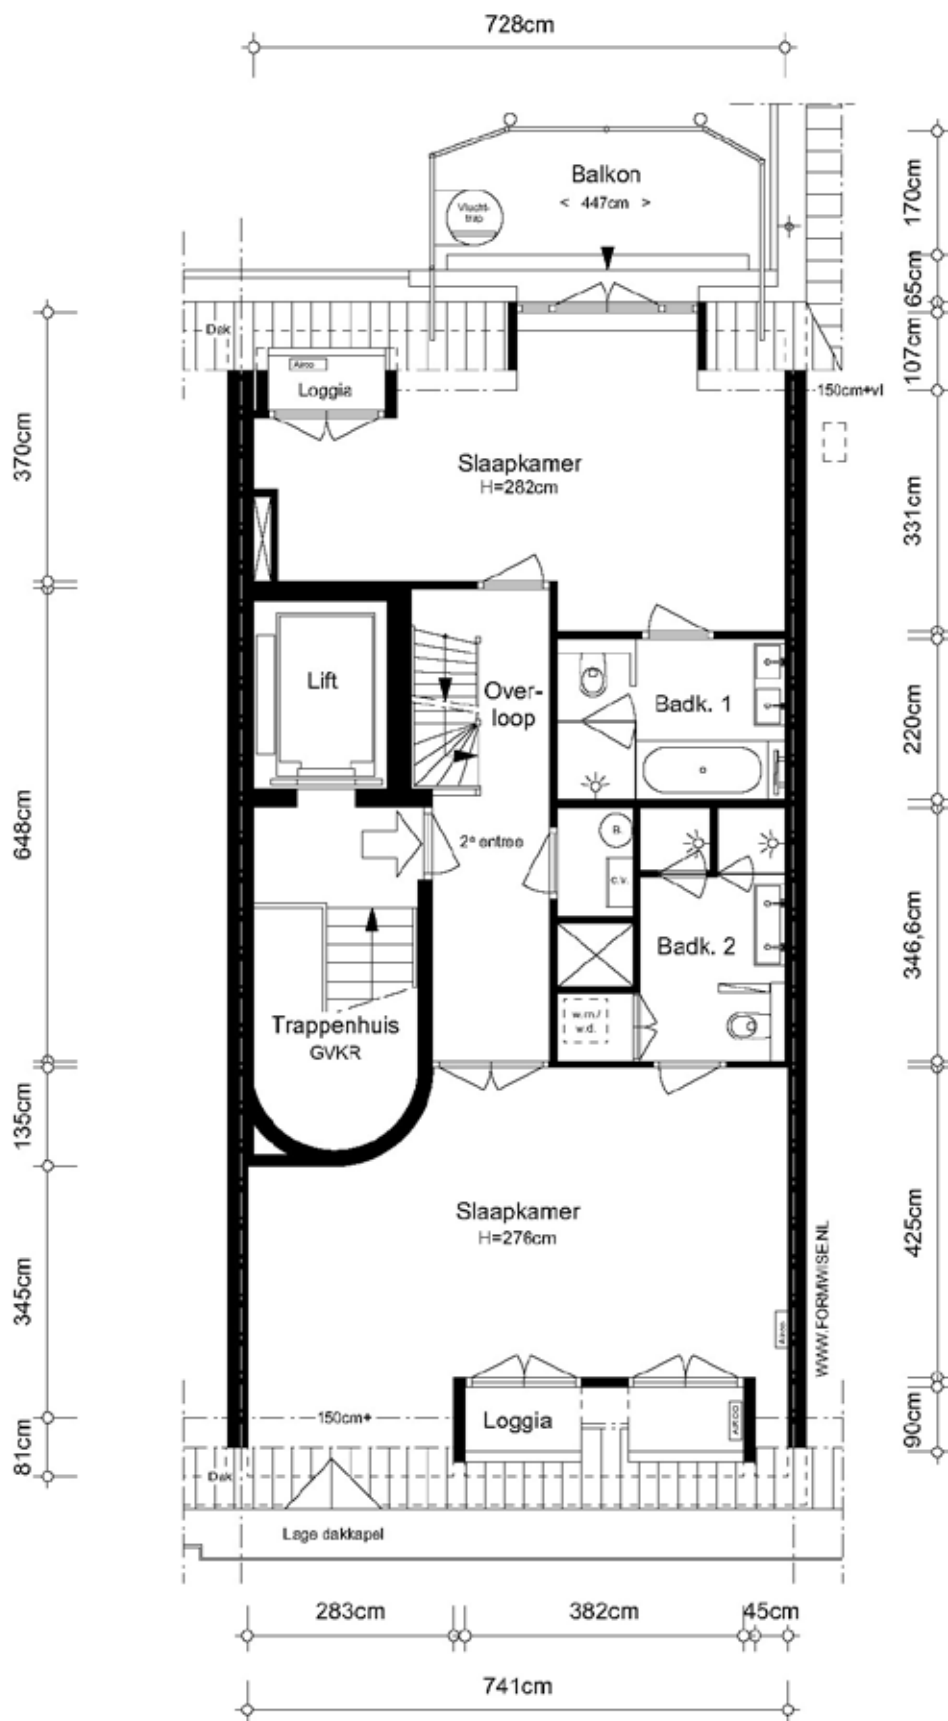 728cm
Balkon
< 447cm >
Vlucht-
trap
170cm
65cm
107cm
Dak
Airco
Loggia
150cm+vl
370cm
Slaapkamer
H=282cm
331cm
Lift
Over-
loop
Badk. 1
220cm
648cm
2e entree
B.
c.v.
Badk. 2
346,6cm
w.m./
w.d.
Trappenhuis
GVKR
135cm
Slaapkamer
H=276cm
425cm
345cm
WWW.FORMWISE.NL
Airco
150cm+
Loggia
AIRCO
90cm
81cm
Dak
Lage dakkapel
283cm
382cm
45cm
741cm